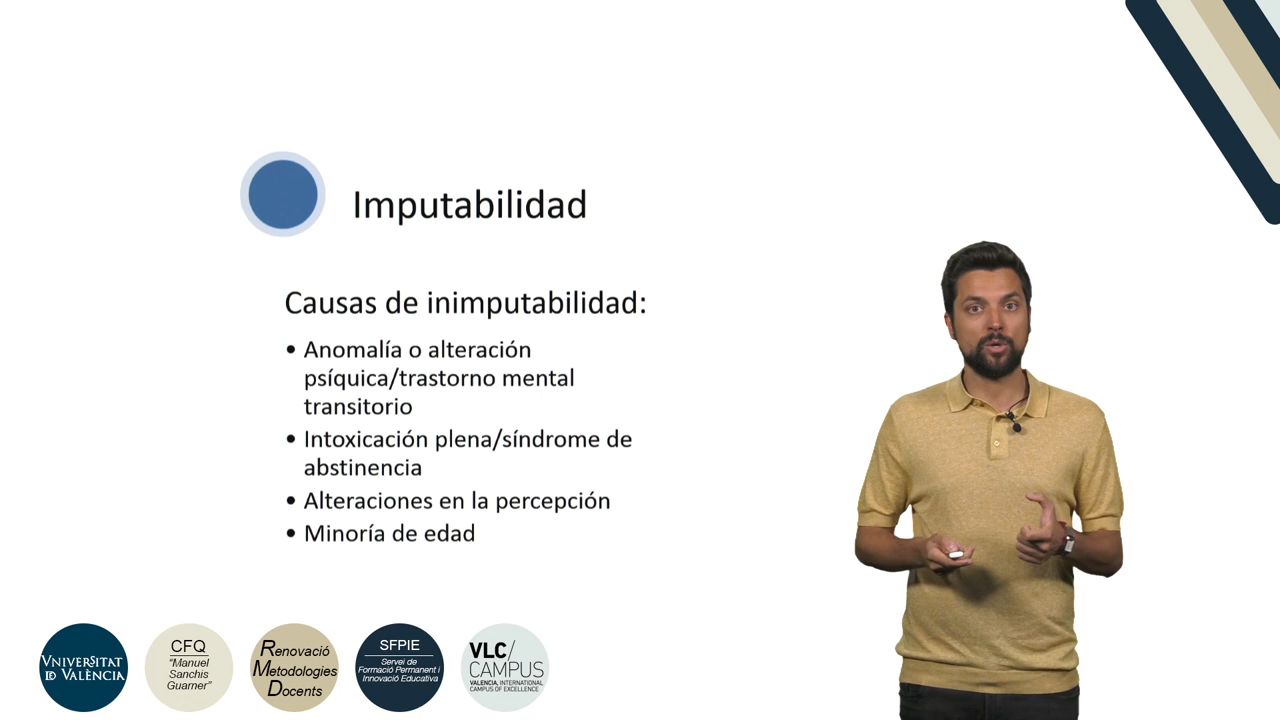 Imputabilidad
Causas de inimputabilidad:
• Anomalía o alteración
psíquica/trastorno mental
transitorio
• Intoxicación plena/síndrome de
abstinencia
• Alteraciones en la percepción
• Minoría de edad
VNIVERSITAT
ID VALÈNCIA
CFQ
“Manuel
Sanchis
Guarner”
Renovació
Metodologies
Docents
SFPIE
Servei de
Formació Permanent i
Innovació Educativa
VLC/
CAMPUS
VALENCIA, INTERNATIONAL
CAMPUS OF EXCELLENCE